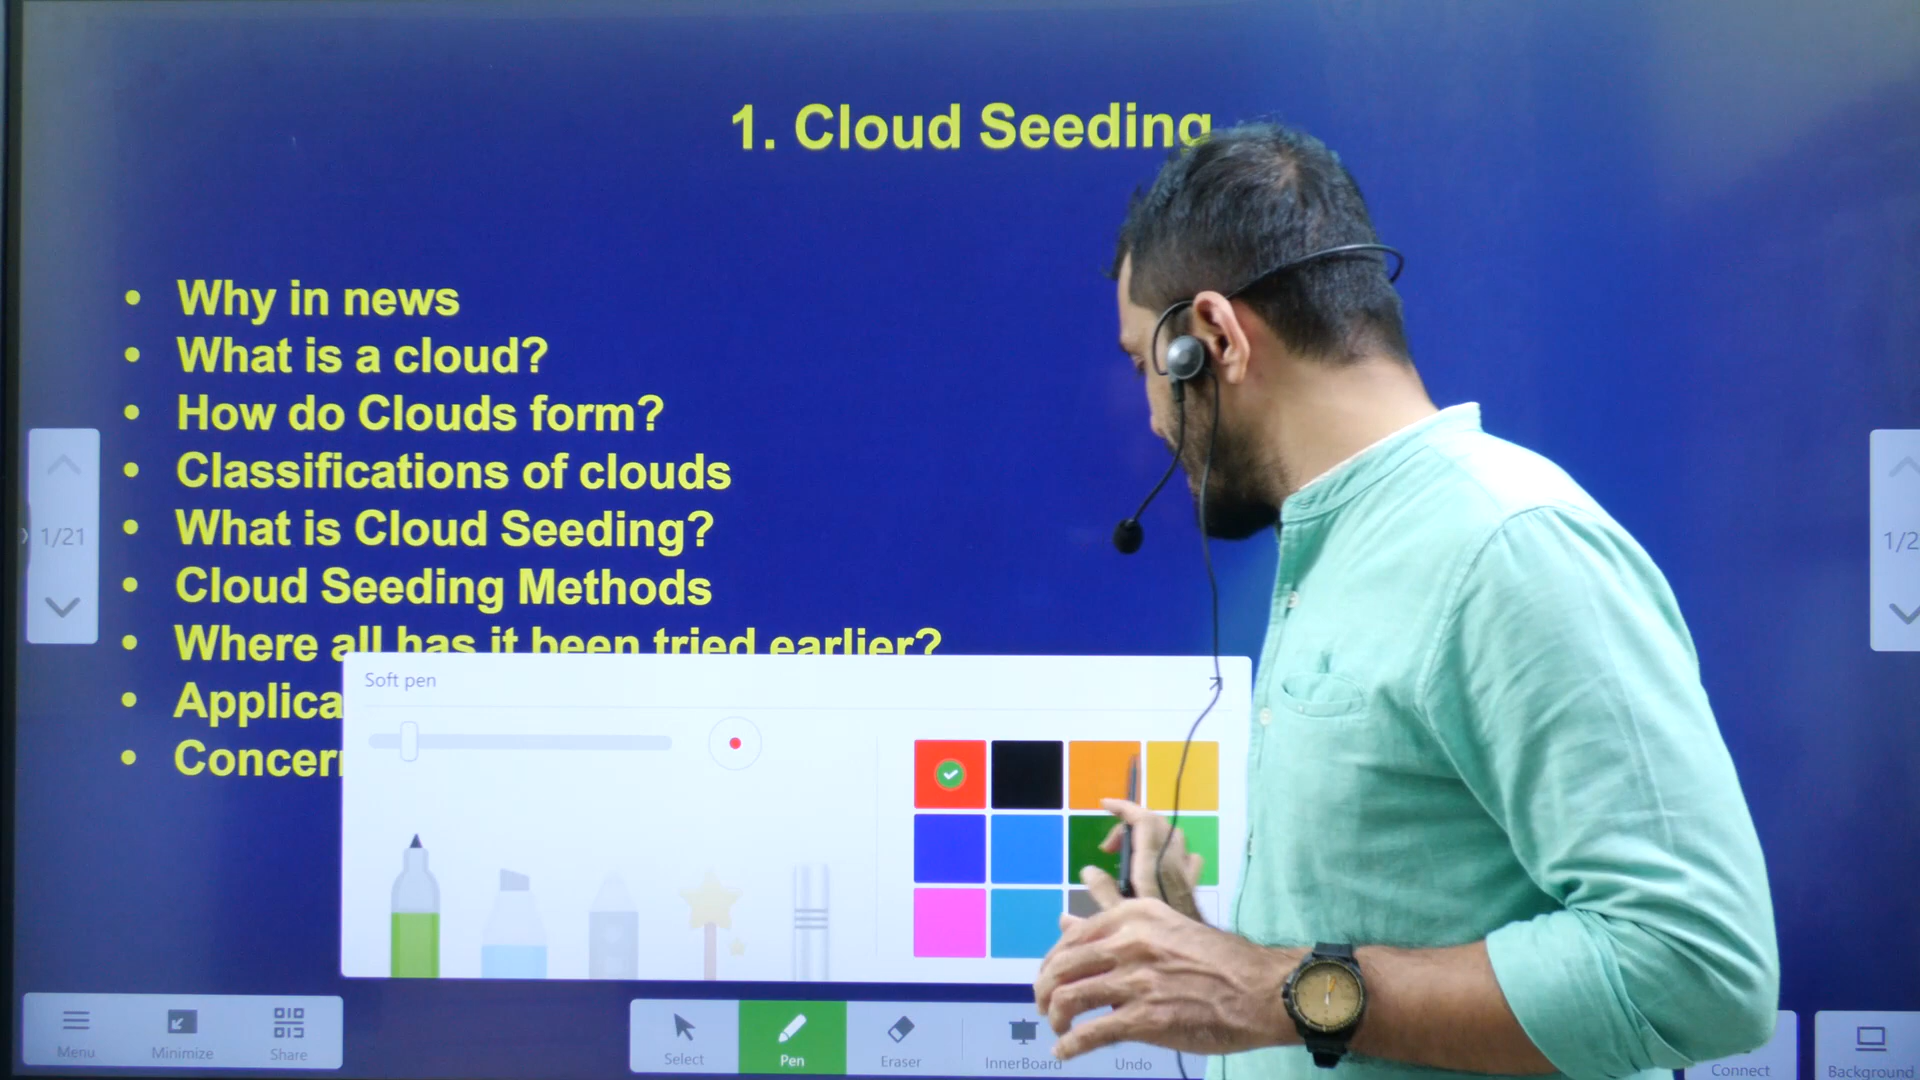 1. Cloud Seeding
• Why in news
• What is a cloud?
• How do Clouds form?
• Classifications of clouds
• What is Cloud Seeding?
• Cloud Seeding Methods
• Where all has it been tried earlier?
• Applica
• Concer
Soft pen
1/21
1/2
Menu
Minimize
Share
Select
Pen
Eraser
InnerBoard
Undo
Connect
Background